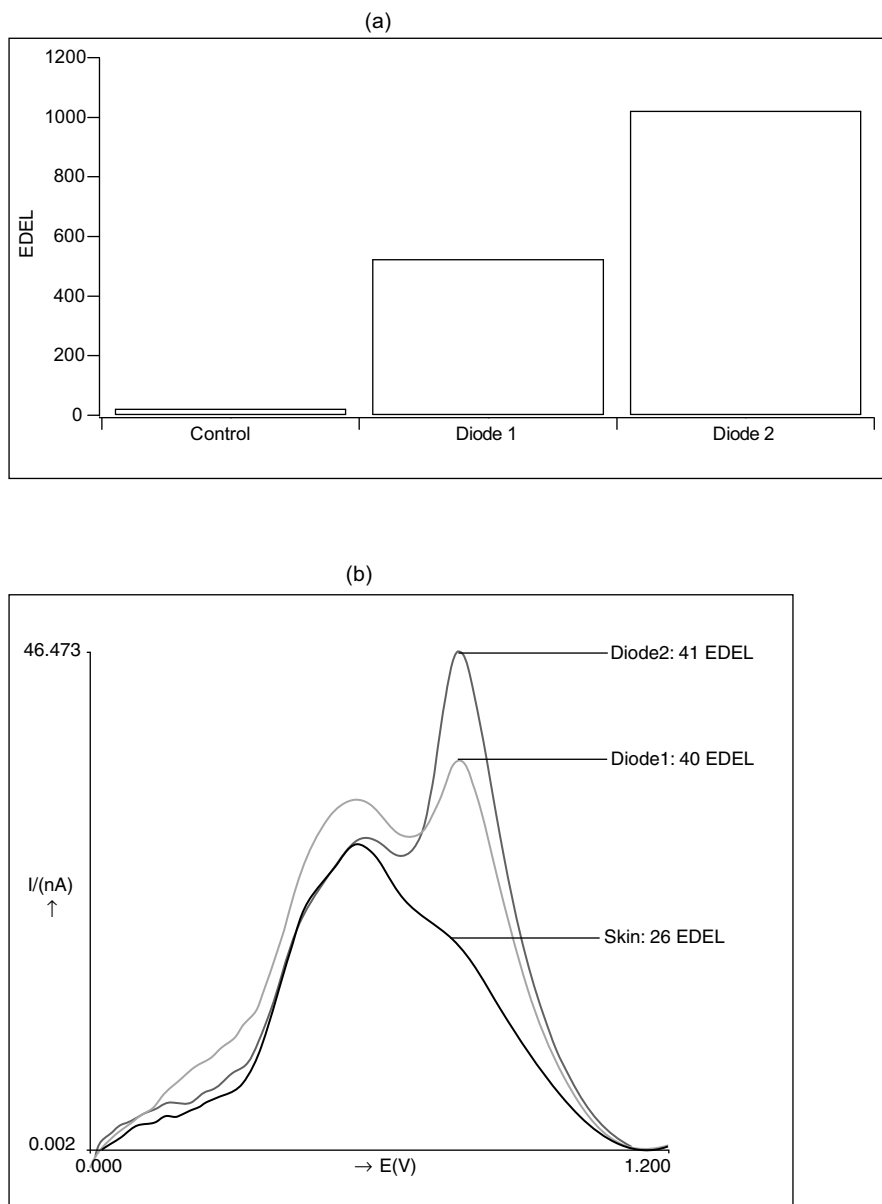 (a)
1200
1000
800
600
400
200
0
EDEL
Control
Diode 1
Diode 2
(b)
46.473
Diode2: 41 EDEL
Diode1: 40 EDEL
I/(nA)
↑
Skin: 26 EDEL
0.002
0.000
→ E(V)
1.200